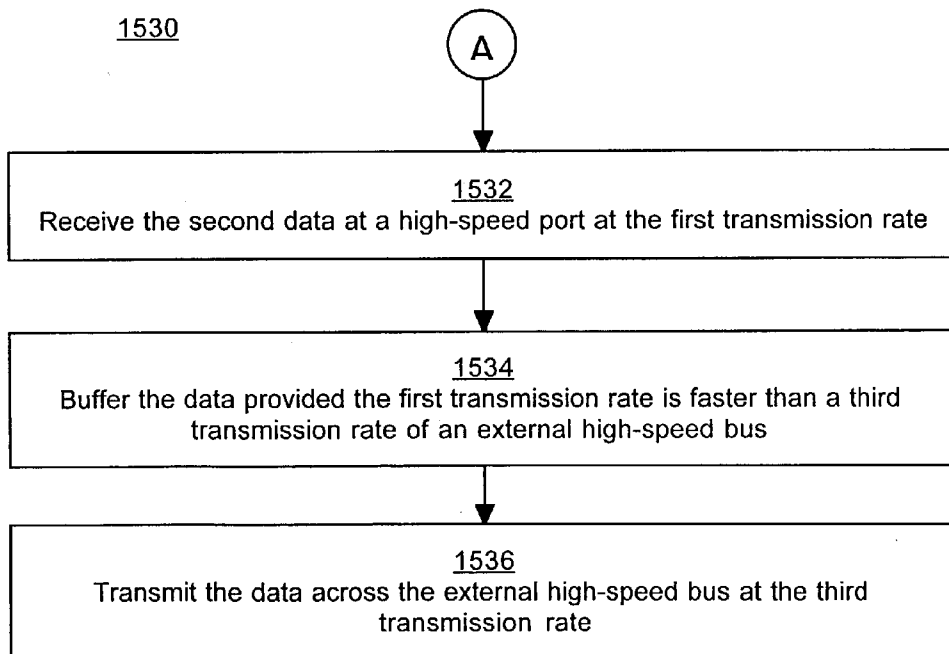 1530
A
1532
Receive the second data at a high-speed port at the first transmission rate
1534
Buffer the data provided the first transmission rate is faster than a third
transmission rate of an external high-speed bus
1536
Transmit the data across the external high-speed bus at the third
transmission rate